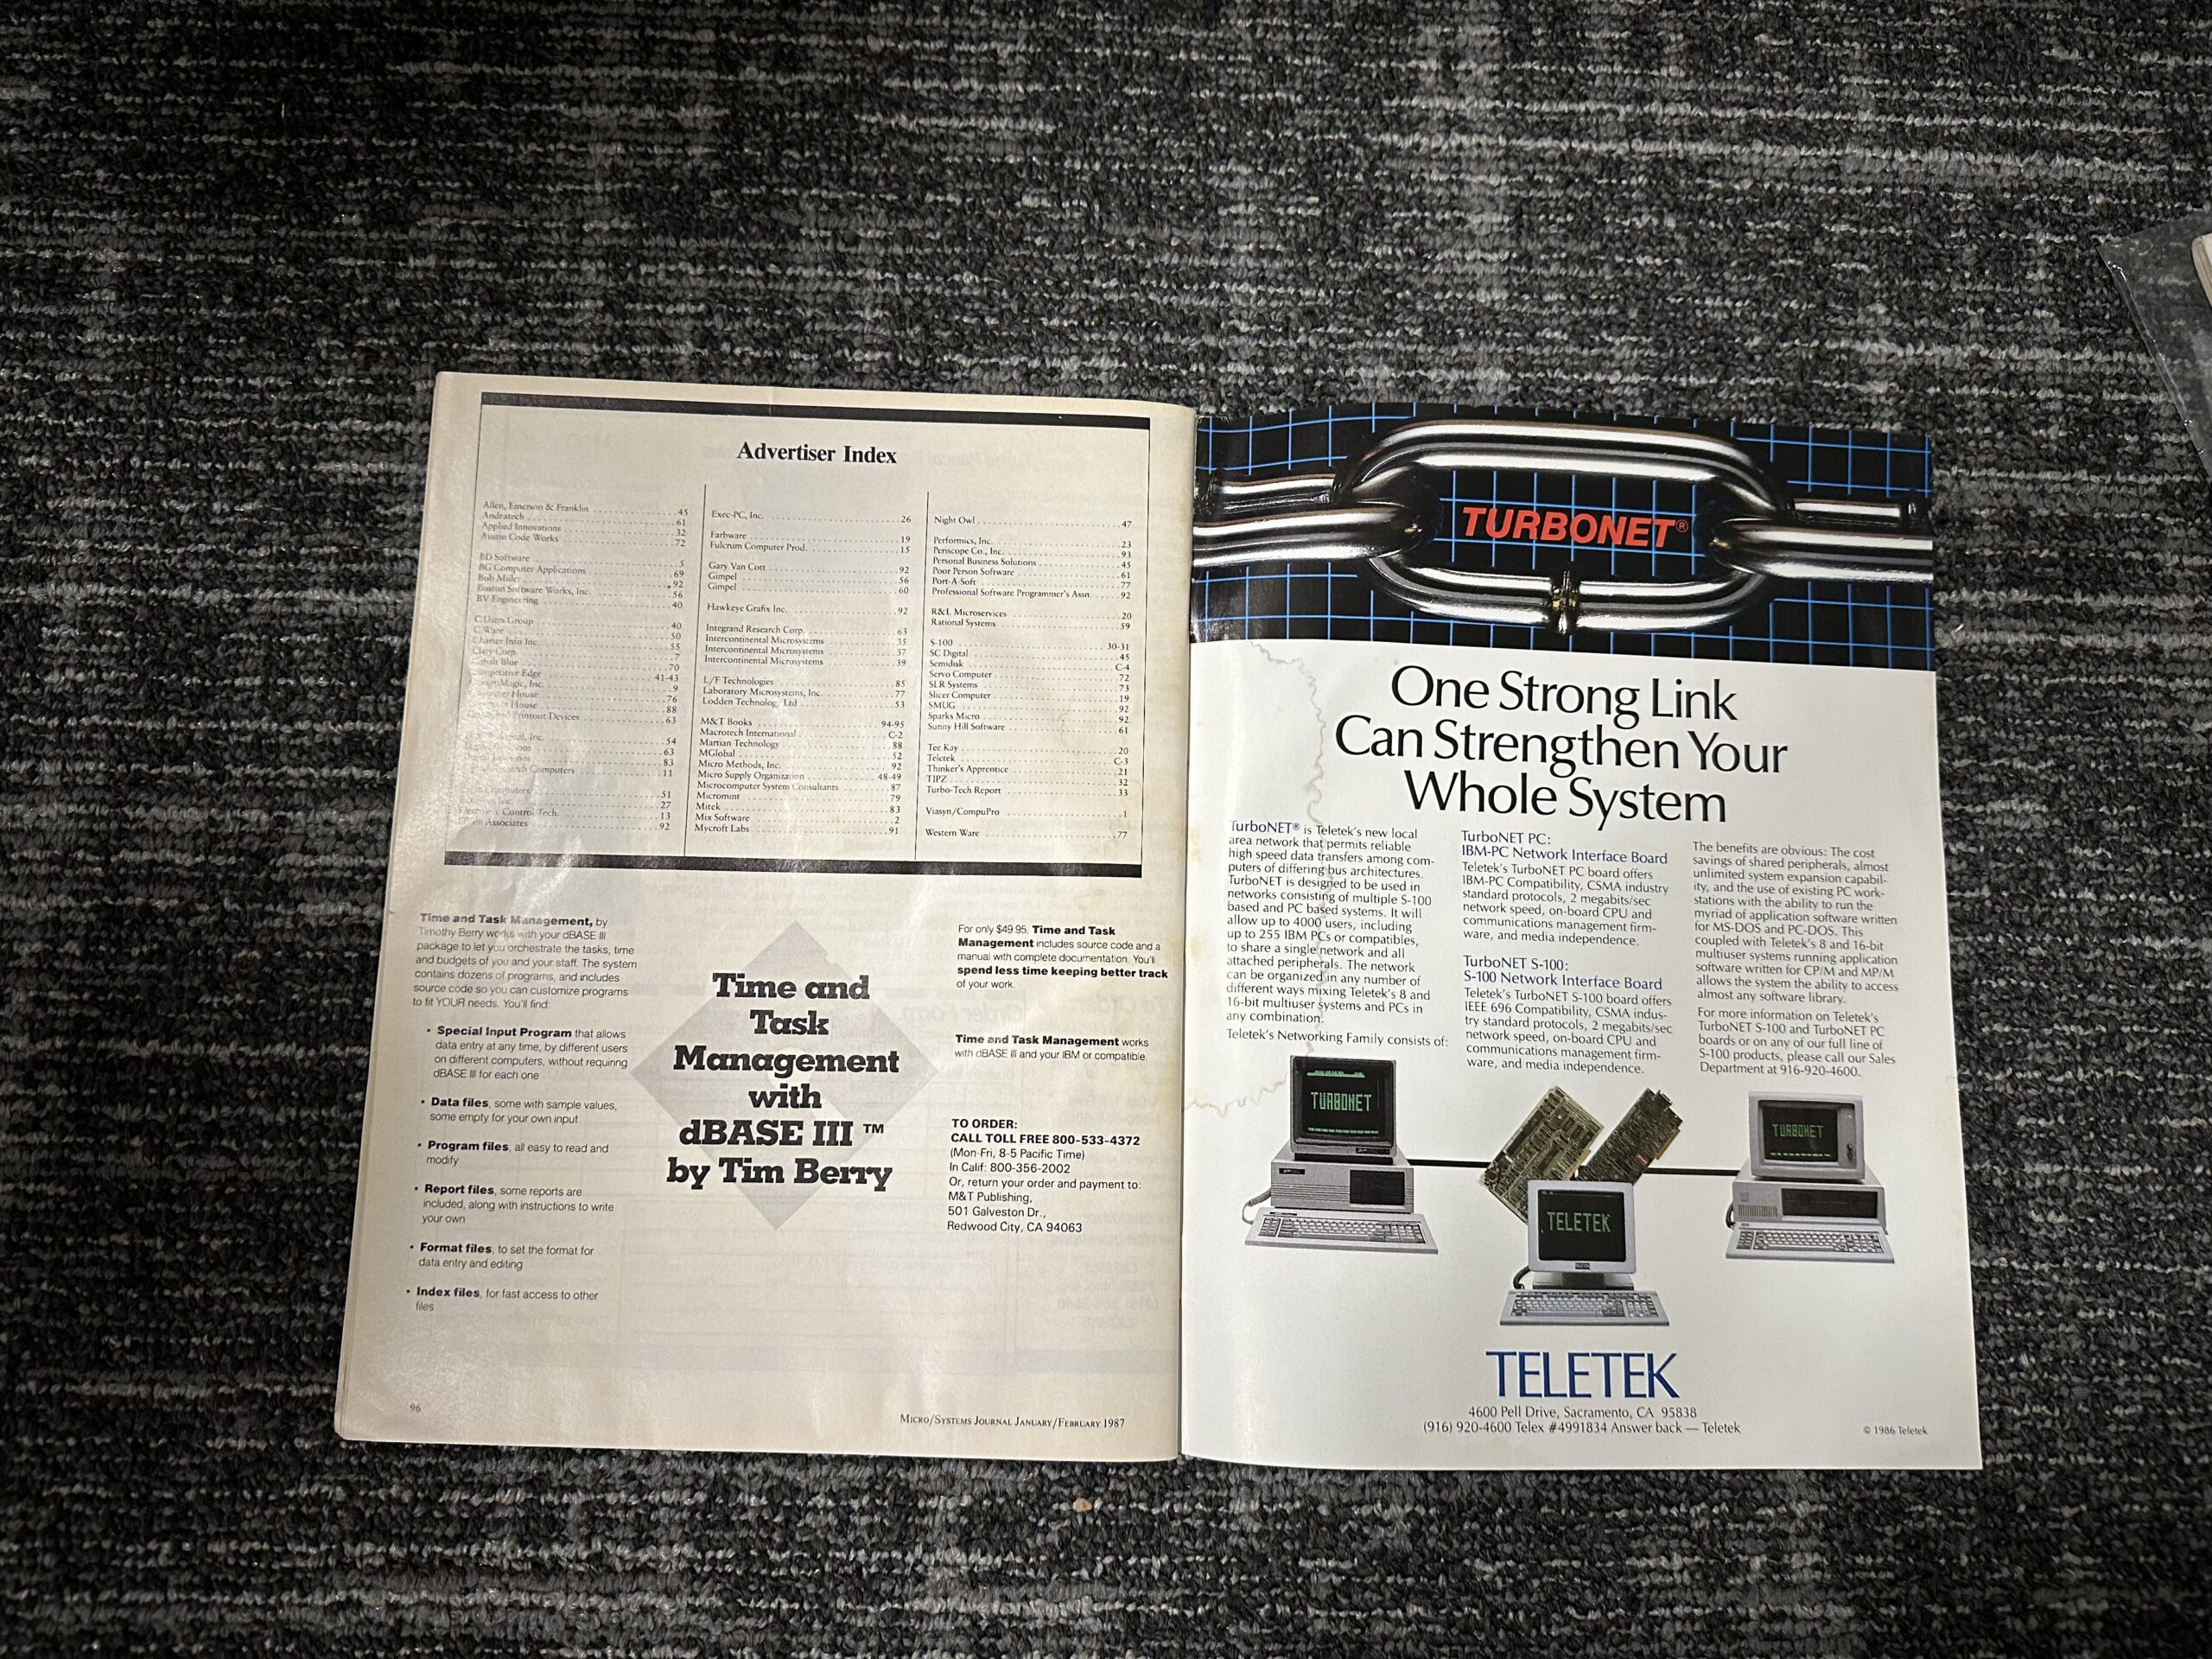 Advertiser Index
Allen, Emerson & Franklin 45
Andratech 61
Applied Innovations 32
Austin Code Works 72
BD Software 5
BG Computer Applications 69
Bob Miller 92
Boston Software Works, Inc. 56
BV Engineering 40
C Users Group 40
C Ware 50
Charter Info Inc. 55
Clary Corp. 7
Cobalt Blue 70
Competitive Edge 41-43
9
House 76
House 88
Printout Devices 63
Inc. 54
63
83
Computers 11
51
27
Control Tech. 13
Associates 92
Exec-PC, Inc. 26
Farbware 19
Fulcrum Computer Prod. 15
Gary Van Cott 92
Gimpel 56
Gimpel 60
Hawkeye Grafix Inc. 92
Integrand Research Corp. 63
Intercontinental Microsystems 35
Intercontinental Microsystems 37
Intercontinental Microsystems 39
L/F Technologies 85
Laboratory Microsystems, Inc. 77
Lodden Technolog, Ltd 53
M&T Books 94-95
Macrotech International C-2
Martian Technology 88
MGlobal 52
Micro Methods, Inc. 92
Micro Supply Organization 48-49
Microcomputer System Consultants 87
Micromint 79
Mitek 83
Mix Software 2
Mycroft Labs 91
Night Owl 47
Performics, Inc. 23
Periscope Co., Inc. 93
Personal Business Solutions 45
Poor Person Software 61
Port-A-Soft 77
Professional Software Programmer's Assn. 92
R&L Microservices 20
Rational Systems 59
S-100 30-31
SC Digital 45
Semidisk C-4
Servo Computer 72
SLR Systems 73
Slicer Computer 19
SMUG 92
Sparks Micro 92
Sunny Hill Software 61
Tee Kay 20
Teletek C-3
Thinker's Apprentice 21
TIPZ 32
Turbo-Tech Report 33
Viasyn/CompuPro 1
Western Ware 77
Time and Task Management, by
Timothy Berry works with your dBASE III
package to let you orchestrate the tasks, time
and budgets of you and your staff. The system
contains dozens of programs, and includes
source code so you can customize programs
to fit YOUR needs. You'll find:
• Special Input Program that allows
data entry at any time, by different users
on different computers, without requiring
dBASE III for each one
• Data files, some with sample values,
some empty for your own input
• Program files, all easy to read and
modify
• Report files, some reports are
included, along with instructions to write
your own
• Format files, to set the format for
data entry and editing
• Index files, for fast access to other
files
Time and
Task
Management
with
dBASE III ™
by Tim Berry
For only $49.95, Time and Task
Management includes source code and a
manual with complete documentation. You'll
spend less time keeping better track
of your work.
Time and Task Management works
with dBASE III and your IBM or compatible.
TO ORDER:
CALL TOLL FREE 800-533-4372
(Mon-Fri, 8-5 Pacific Time)
In Calif: 800-356-2002
Or, return your order and payment to:
M&T Publishing,
501 Galveston Dr.,
Redwood City, CA 94063
96
MICRO/SYSTEMS JOURNAL JANUARY/FEBRUARY 1987
TURBONET®
One Strong Link
Can Strengthen Your
Whole System
TurboNET® is Teletek's new local
area network that permits reliable
high speed data transfers among com-
puters of differing bus architectures.
TurboNET is designed to be used in
networks consisting of multiple S-100
based and PC based systems. It will
allow up to 4000 users, including
up to 255 IBM PCs or compatibles,
to share a single network and all
attached peripherals. The network
can be organized in any number of
different ways mixing Teletek's 8 and
16-bit multiuser systems and PCs in
any combination.
Teletek's Networking Family consists of:
TurboNET PC:
IBM-PC Network Interface Board
Teletek's TurboNET PC board offers
IBM-PC Compatibility, CSMA industry
standard protocols, 2 megabits/sec
network speed, on-board CPU and
communications management firm-
ware, and media independence.
TurboNET S-100:
S-100 Network Interface Board
Teletek's TurboNET S-100 board offers
IEEE 696 Compatibility, CSMA indus-
try standard protocols, 2 megabits/sec
network speed, on-board CPU and
communications management firm-
ware, and media independence.
The benefits are obvious: The cost
savings of shared peripherals, almost
unlimited system expansion capabil-
ity, and the use of existing PC work-
stations with the ability to run the
myriad of application software written
for MS-DOS and PC-DOS. This
coupled with Teletek's 8 and 16-bit
multiuser systems running application
software written for CP/M and MP/M
allows the system the ability to access
almost any software library.
For more information on Teletek's
TurboNET S-100 and TurboNET PC
boards or on any of our full line of
S-100 products, please call our Sales
Department at 916-920-4600.
TURBONET
TELETEK
TURBONET
TELETEK
4600 Pell Drive, Sacramento, CA 95838
(916) 920-4600 Telex #4991834 Answer back — Teletek
© 1986 Teletek